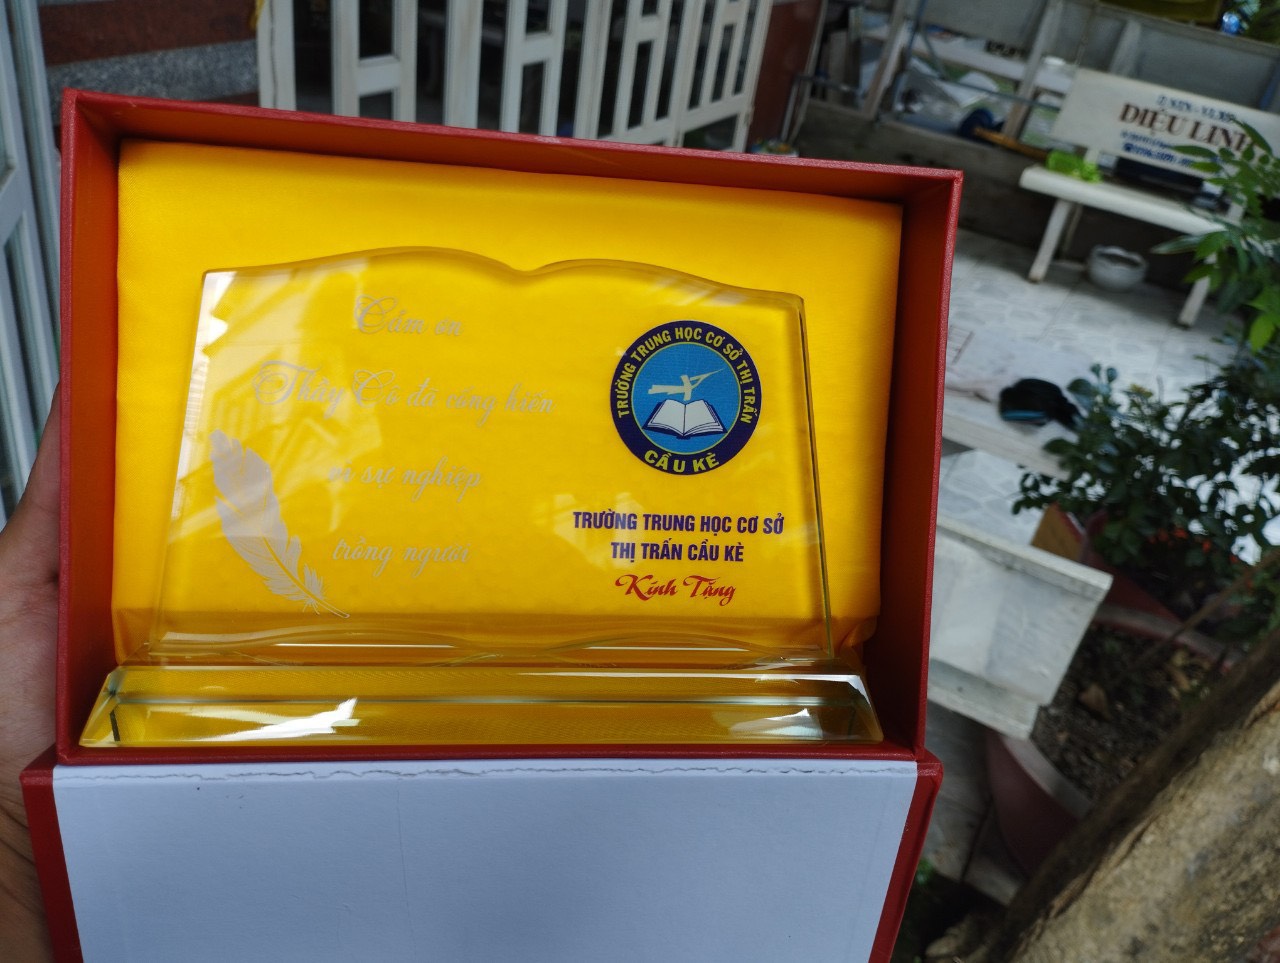 Cảm ơn
Thầy Cô đã cống hiến
vì sự nghiệp
trồng người
TRƯỜNG TRUNG HỌC CƠ SỞ THỊ TRẤN
CẦU KÈ
TRƯỜNG TRUNG HỌC CƠ SỞ
THỊ TRẤN CẦU KÈ
Kính Tặng
DIỆU LINH